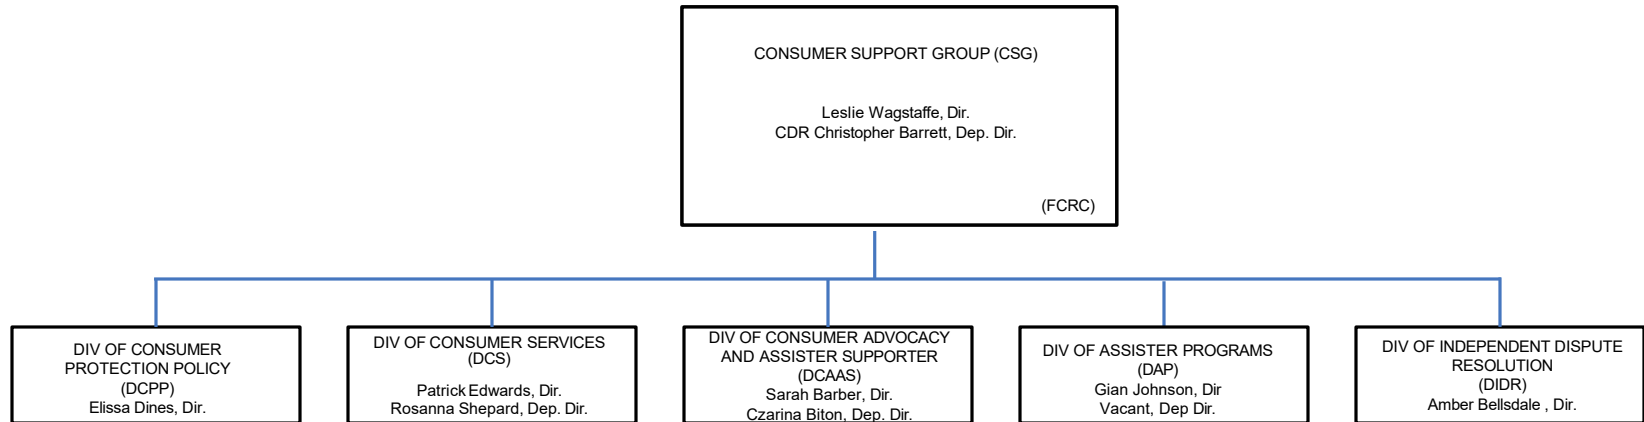 CONSUMER SUPPORT GROUP (CSG)
Leslie Wagstaffe, Dir.
CDR Christopher Barrett, Dep. Dir.
(FCRC)
DIV OF CONSUMER
PROTECTION POLICY
(DCPP)
Elissa Dines, Dir.
DIV OF CONSUMER SERVICES
(DCS)
Patrick Edwards, Dir.
Rosanna Shepard, Dep. Dir.
DIV OF CONSUMER ADVOCACY
AND ASSISTER SUPPORTER
(DCAAS)
Sarah Barber, Dir.
Czarina Biton, Dep. Dir.
DIV OF ASSISTER PROGRAMS
(DAP)
Gian Johnson, Dir
Vacant, Dep Dir.
DIV OF INDEPENDENT DISPUTE
RESOLUTION
(DIDR)
Amber Bellsdale , Dir.